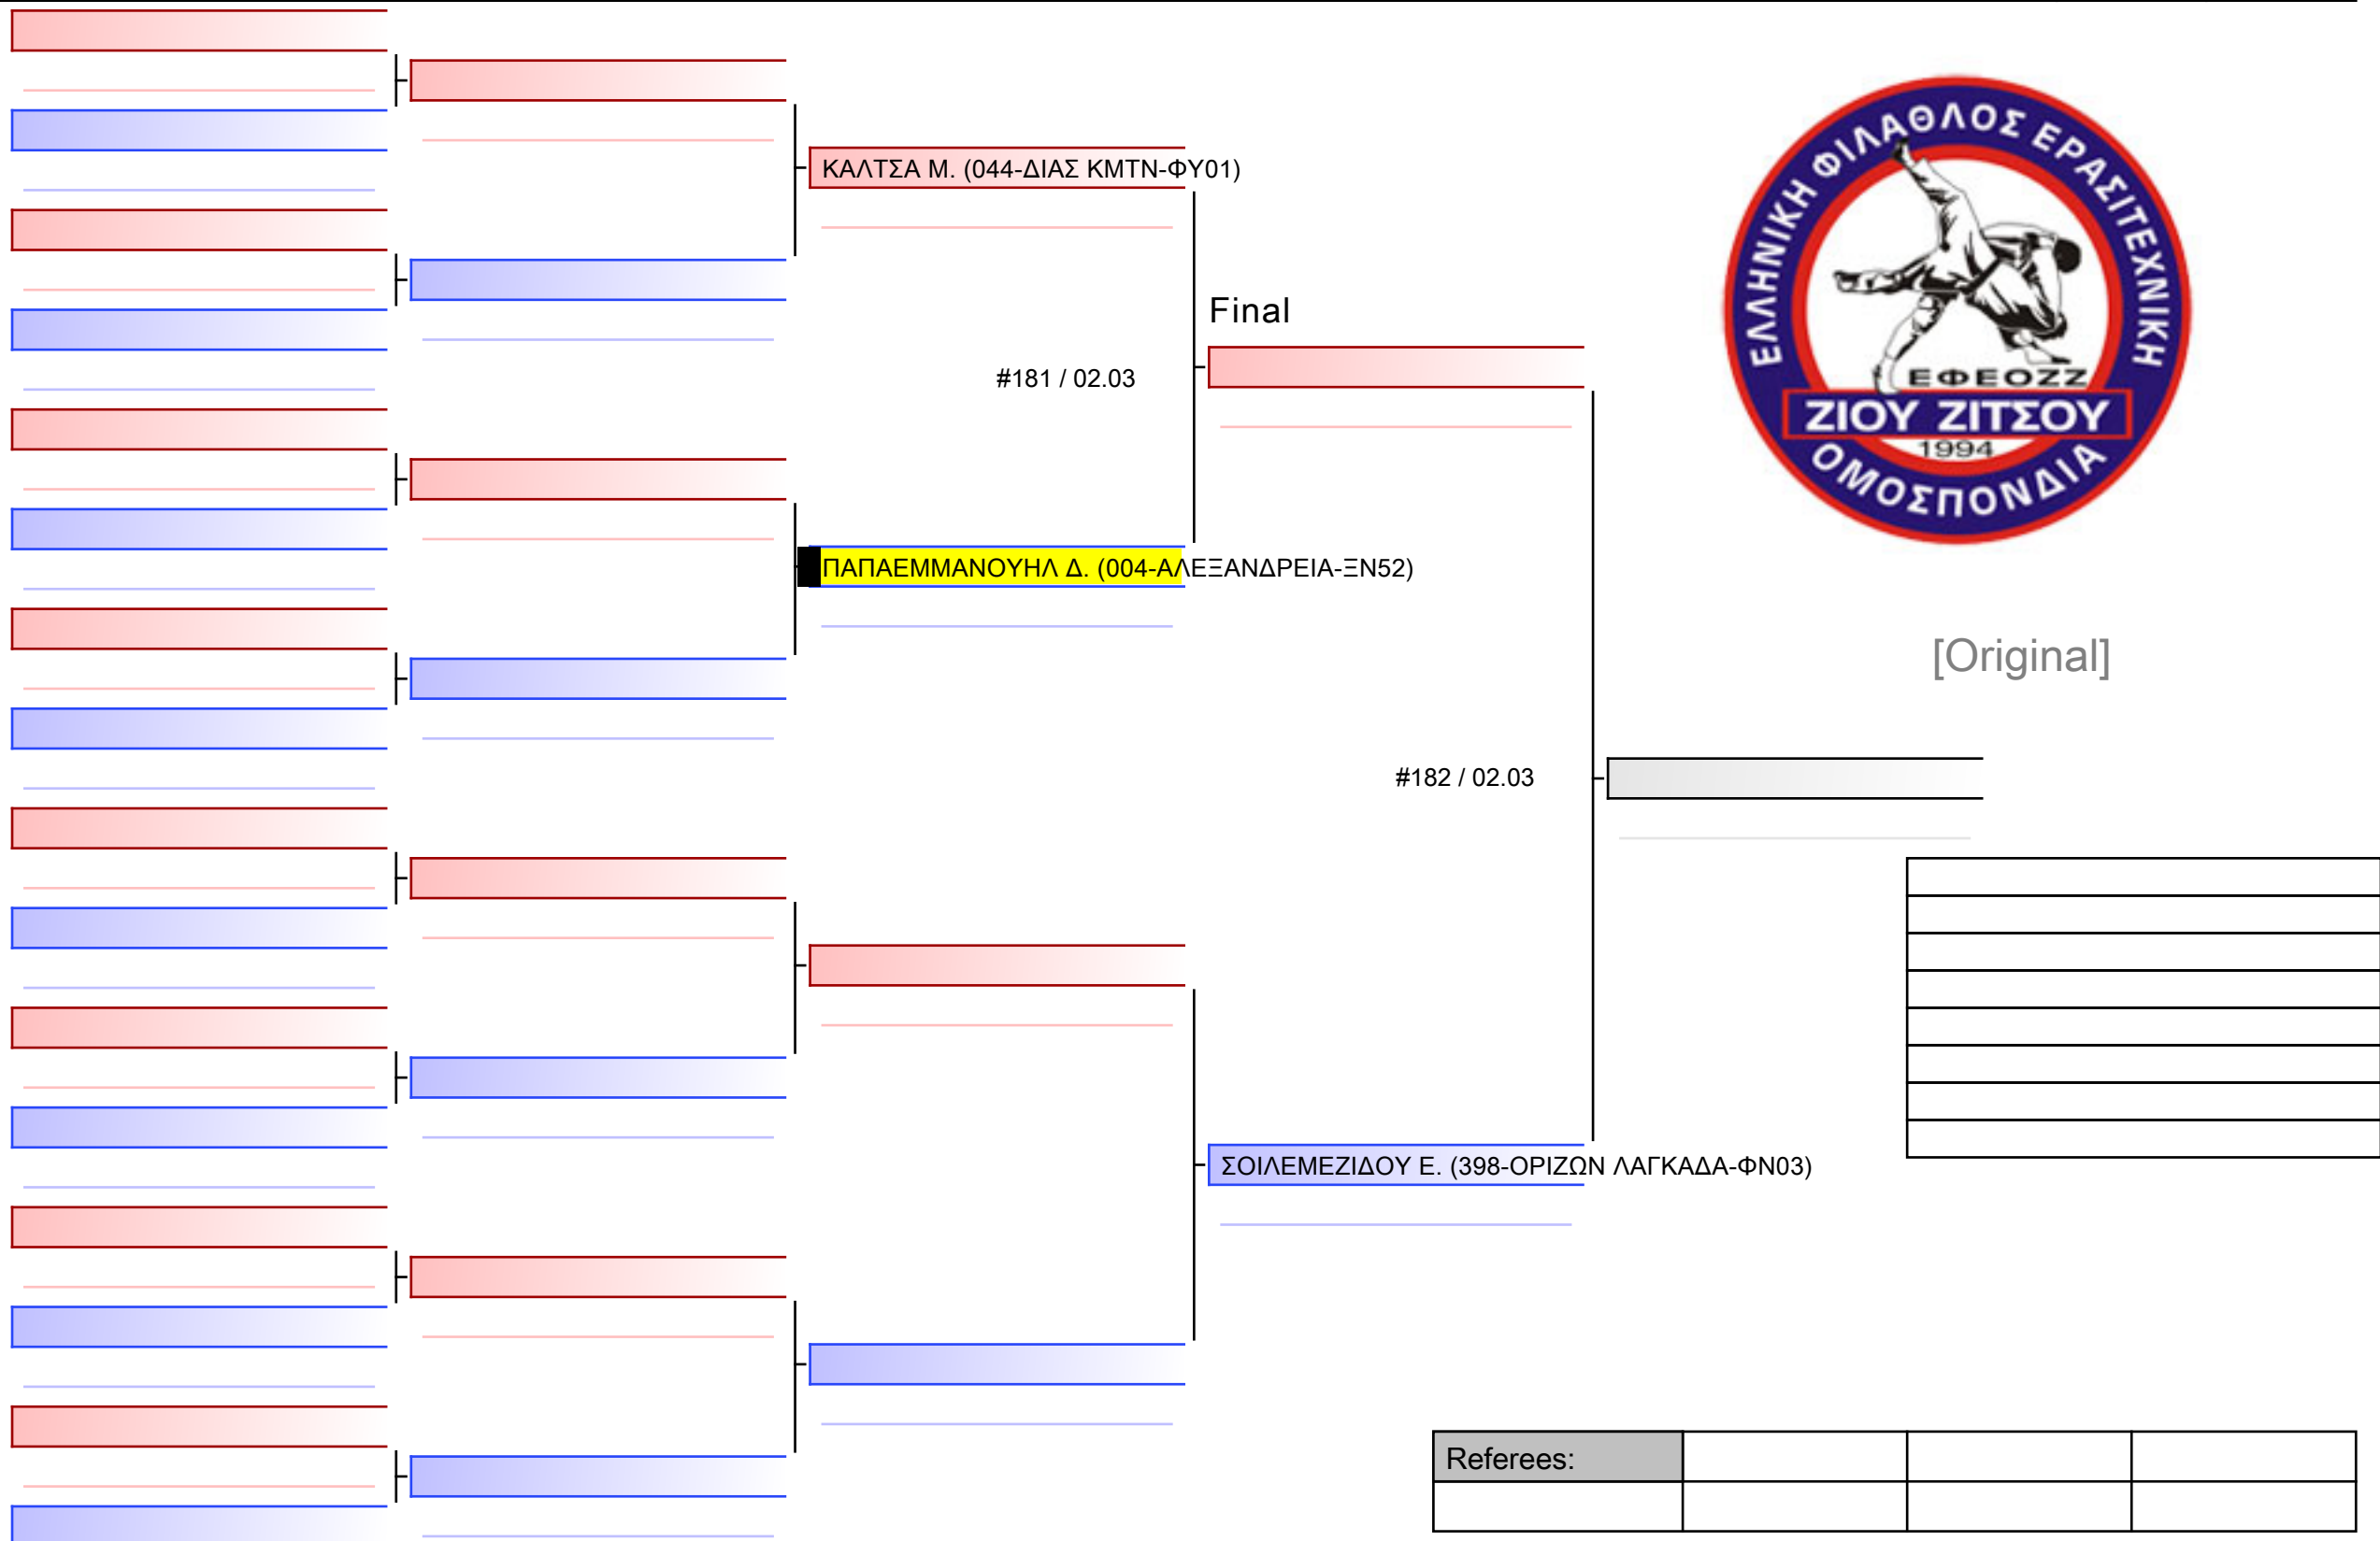 ΚΑΛΤΣΑ Μ. (044-ΔΙΑΣ ΚΜΤΝ-ΦΥ01)
Final
#181 / 02.03
ΠΑΠΑΕΜΜΑΝΟΥΗΛ Δ. (004-ΑΛΕΞΑΝΔΡΕΙΑ-ΞΝ52)
ΕΛΛΗΝΙΚΗ ΦΙΛΑΘΛΟΣ ΕΡΑΣΙΤΕΧΝΙΚΗ
ΕΦΕΟΖΖ
ΖΙΟΥ ΖΙΤΣΟΥ
1994
ΟΜΟΣΠΟΝΔΙΑ
[Original]
#182 / 02.03
ΣΟΙΛΕΜΕΖΙΔΟΥ Ε. (398-ΟΡΙΖΩΝ ΛΑΓΚΑΔΑ-ΦΝ03)
Referees: